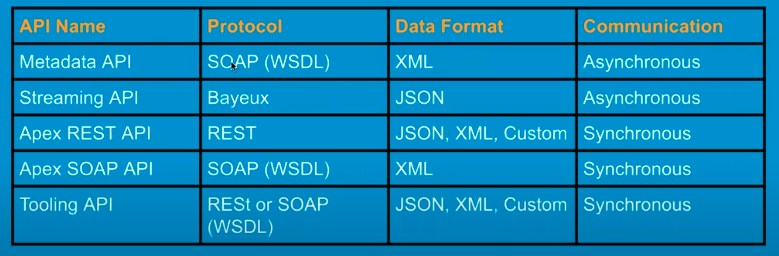 API Name Protocol Data Format Communication
Metadata API SOAP (WSDL) XML Asynchronous
Streaming API Bayeux JSON Asynchronous
Apex REST API REST JSON, XML, Custom Synchronous
Apex SOAP API SOAP (WSDL) XML Synchronous
Tooling API RESt or SOAP JSON, XML, Custom Synchronous
(WSDL)